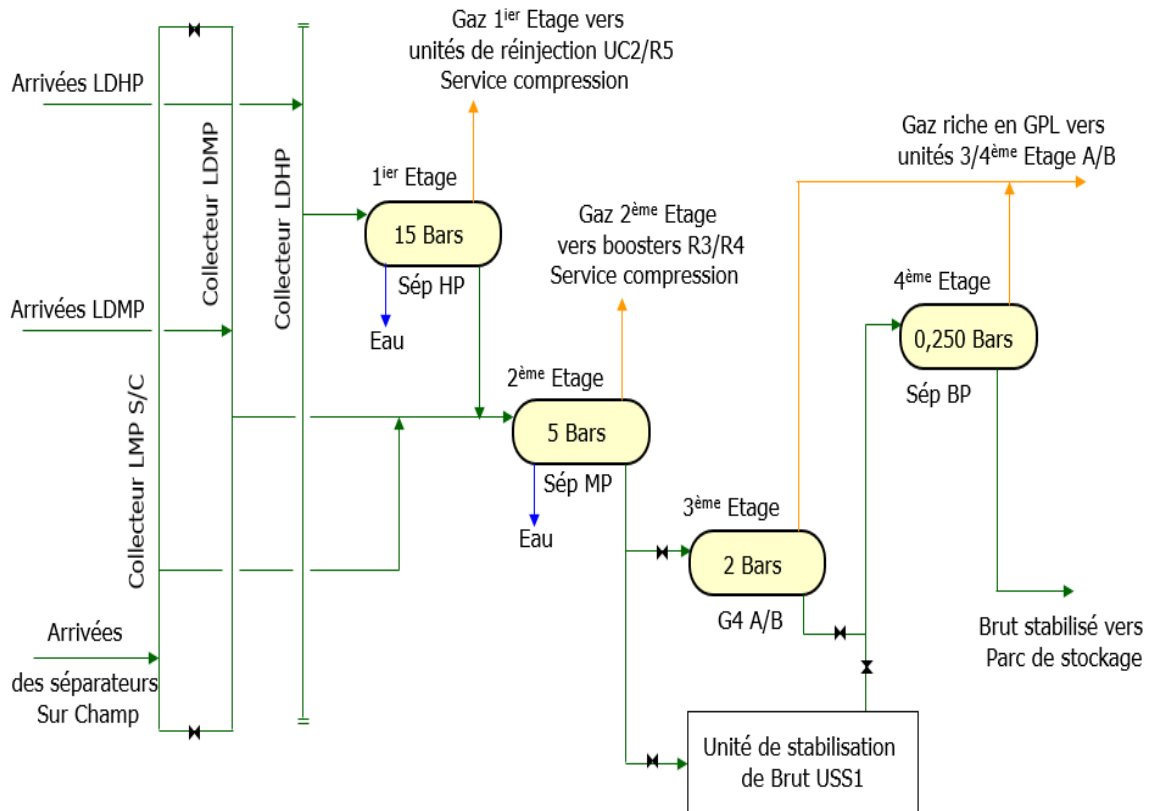 Gaz 1ier Etage vers
unités de réinjection UC2/R5
Service compression
Arrivées LDHP
Collecteur LDMP
Collecteur LDHP
1ier Etage
15 Bars
Sép HP
Eau
Gaz riche en GPL vers
unités 3/4ème Etage A/B
Gaz 2ème Etage
vers boosters R3/R4
Service compression
4ème Etage
0,250 Bars
Sép BP
Arrivées LDMP
Collecteur LMP S/C
2ème Etage
5 Bars
Sép MP
Eau
3ème Etage
2 Bars
G4 A/B
Arrivées
des séparateurs
Sur Champ
Brut stabilisé vers
Parc de stockage
Unité de stabilisation
de Brut USS1